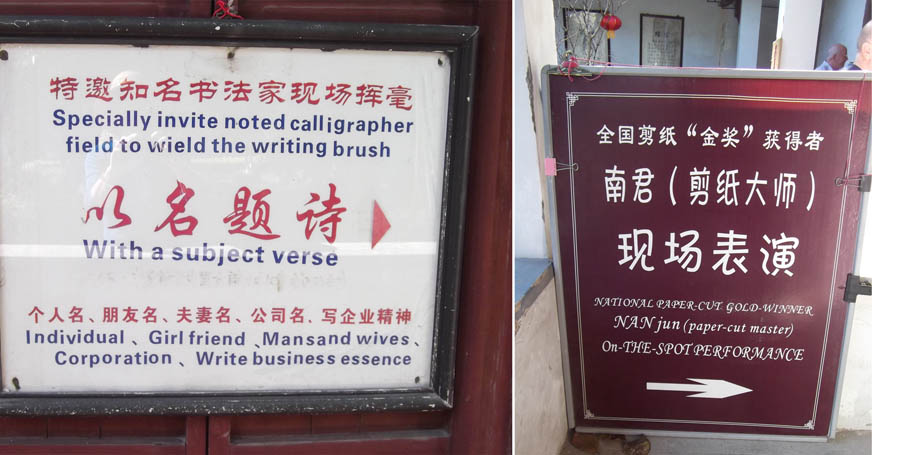 特邀知名书法家现场挥毫
Specially invite noted calligrapher
field to wield the writing brush
以名题诗
With a subject verse
个人名、朋友名、夫妻名、公司名、写企业精神
Individual、Girl friend、Mansand wives、
Corporation、Write business essence
全国剪纸“金奖”获得者
南君（剪纸大师）
现场表演
NATIONAL PAPER-CUT GOLD-WINNER
NAN jun (paper-cut master)
On-THE-SPOT PERFORMANCE